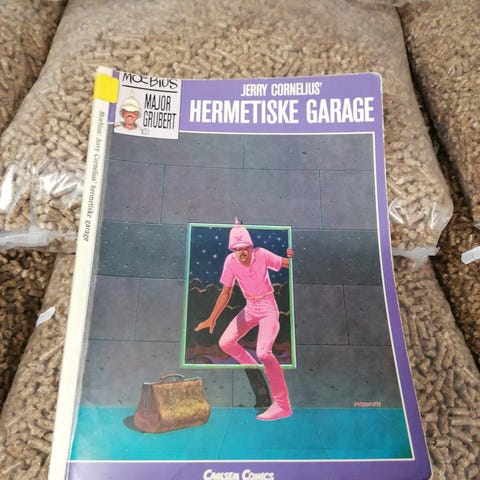 MOEBIUS
MAJOR
GRUBERT
JERRY CORNELIUS'
HERMETISKE GARAGE
Moebius: Jerry Cornelius' hermetiske garage
CARLSEN COMICS